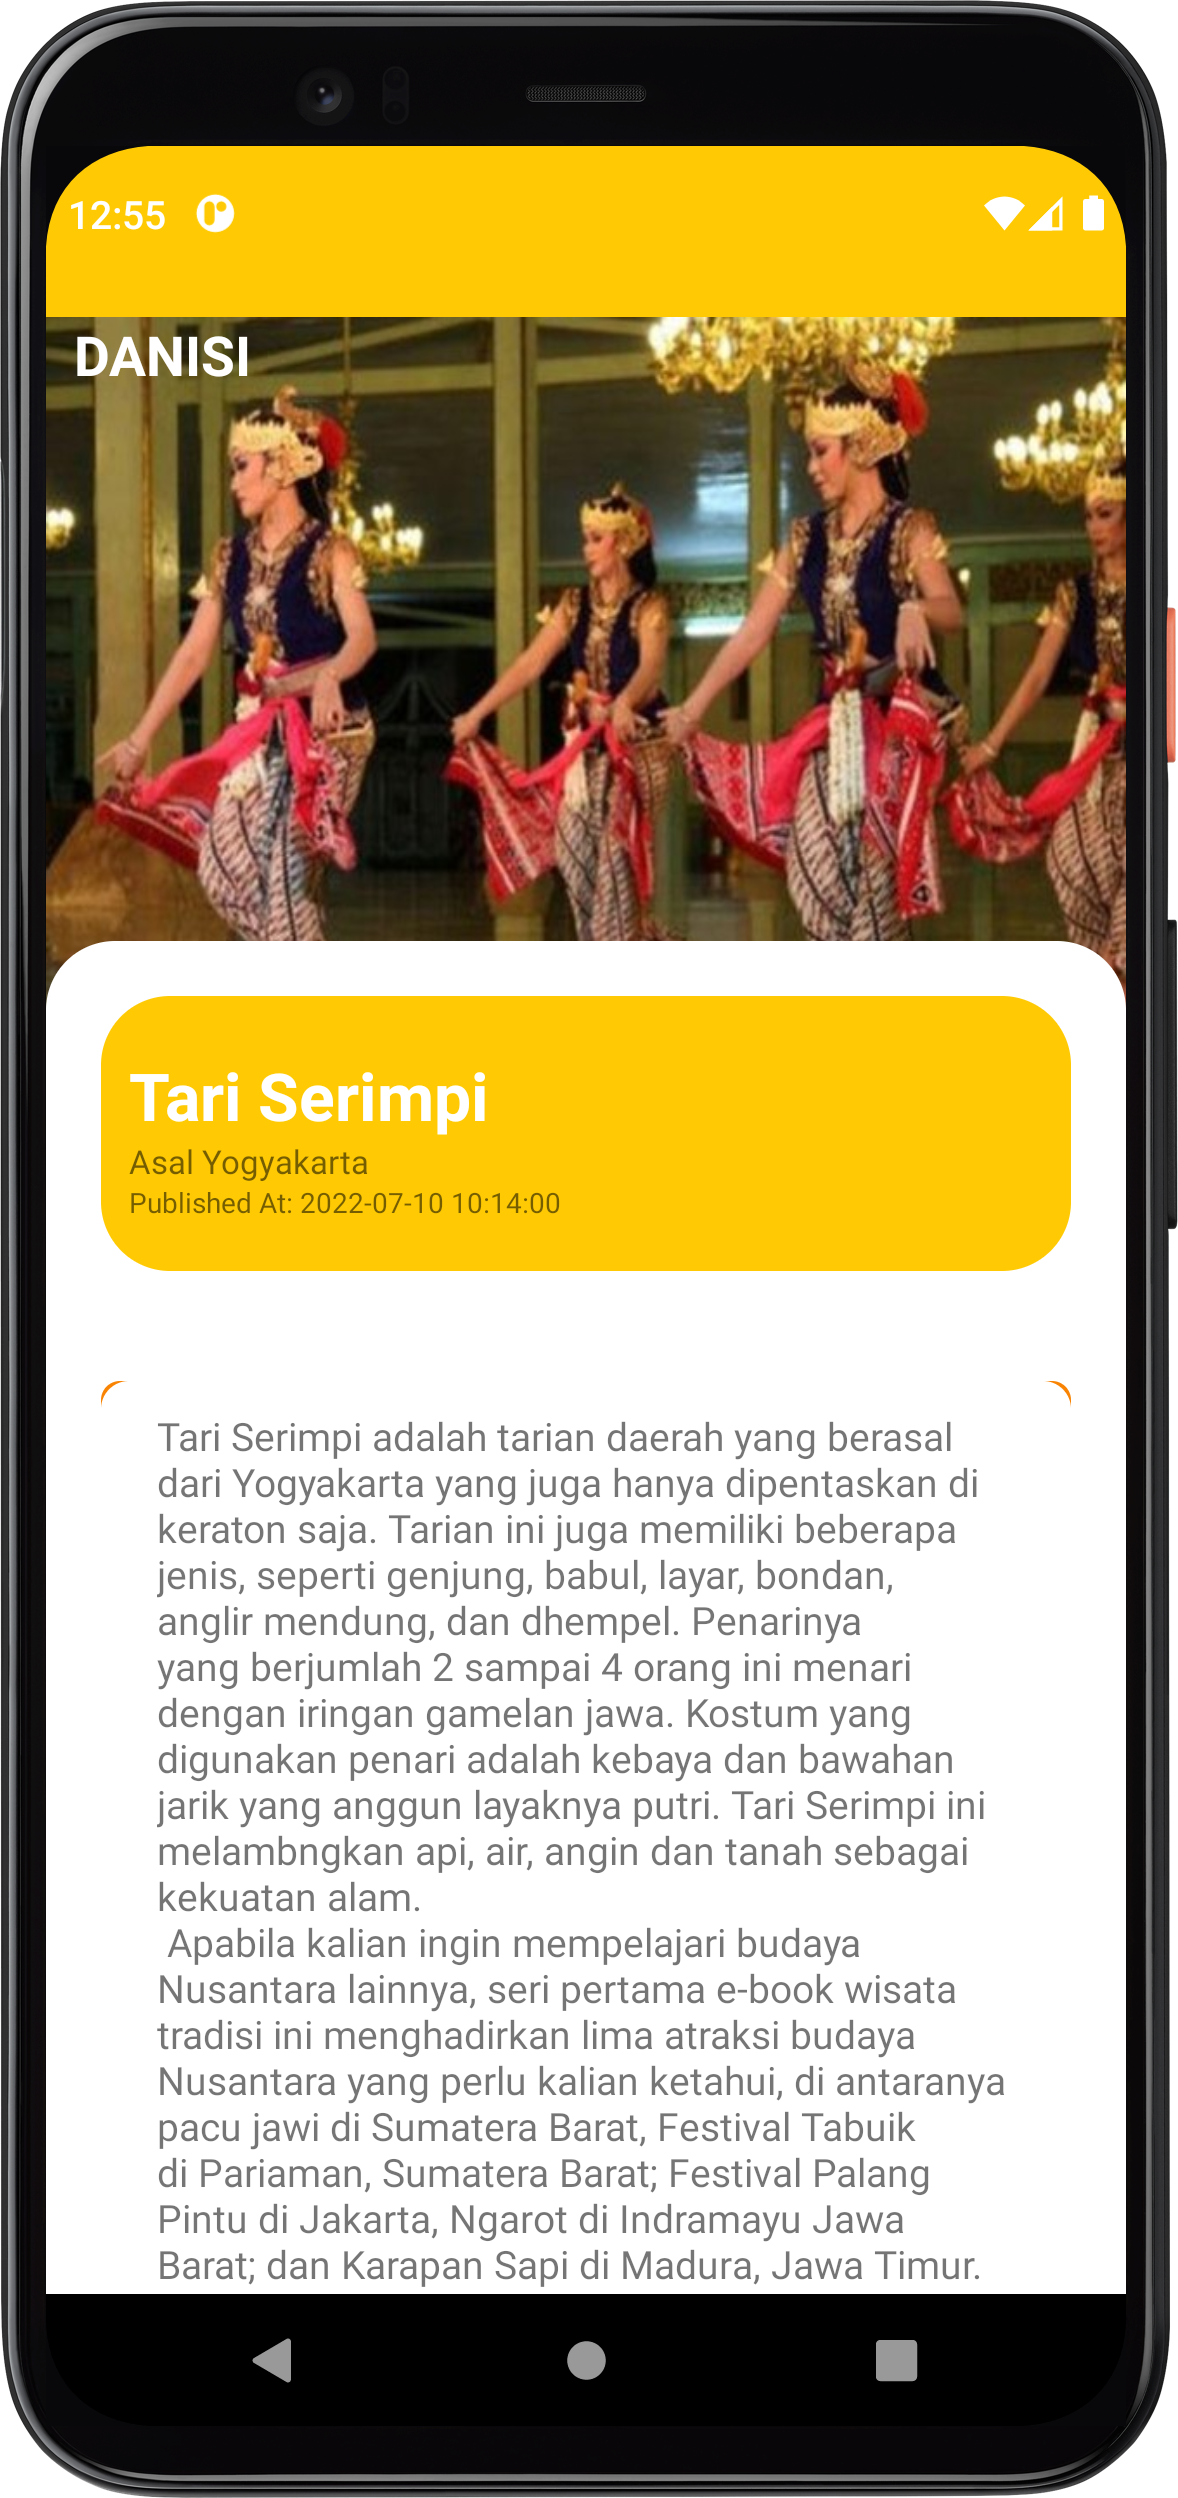 12:55
DANISI
Tari Serimpi
Asal Yogyakarta
Published At: 2022-07-10 10:14:00
Tari Serimpi adalah tarian daerah yang berasal
dari Yogyakarta yang juga hanya dipentaskan di
keraton saja. Tarian ini juga memiliki beberapa
jenis, seperti genjung, babul, layar, bondan,
anglir mendung, dan dhempel. Penarinya
yang berjumlah 2 sampai 4 orang ini menari
dengan iringan gamelan jawa. Kostum yang
digunakan penari adalah kebaya dan bawahan
jarik yang anggun layaknya putri. Tari Serimpi ini
melambngkan api, air, angin dan tanah sebagai
kekuatan alam.
Apabila kalian ingin mempelajari budaya
Nusantara lainnya, seri pertama e-book wisata
tradisi ini menghadirkan lima atraksi budaya
Nusantara yang perlu kalian ketahui, di antaranya
pacu jawi di Sumatera Barat, Festival Tabuik
di Pariaman, Sumatera Barat; Festival Palang
Pintu di Jakarta, Ngarot di Indramayu Jawa
Barat; dan Karapan Sapi di Madura, Jawa Timur.